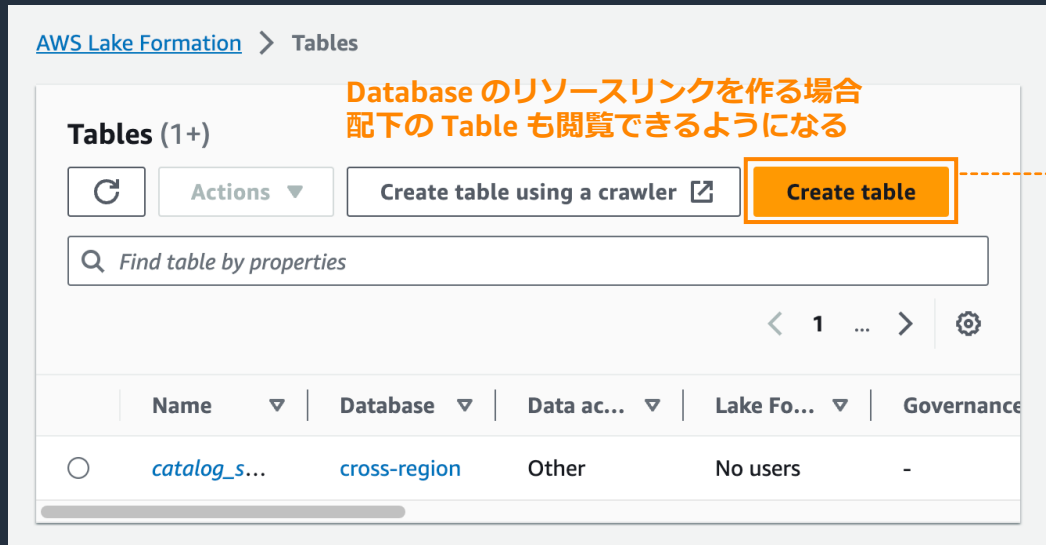 AWS Lake Formation > Tables
Database のリソースリンクを作る場合
配下の Table も閲覧できるようになる
Tables (1+)
Actions
Create table using a crawler
Create table
Find table by properties
1 ...
Name
Database
Data ac...
Lake Fo...
Governance
catalog_s...
cross-region
Other
No users
-